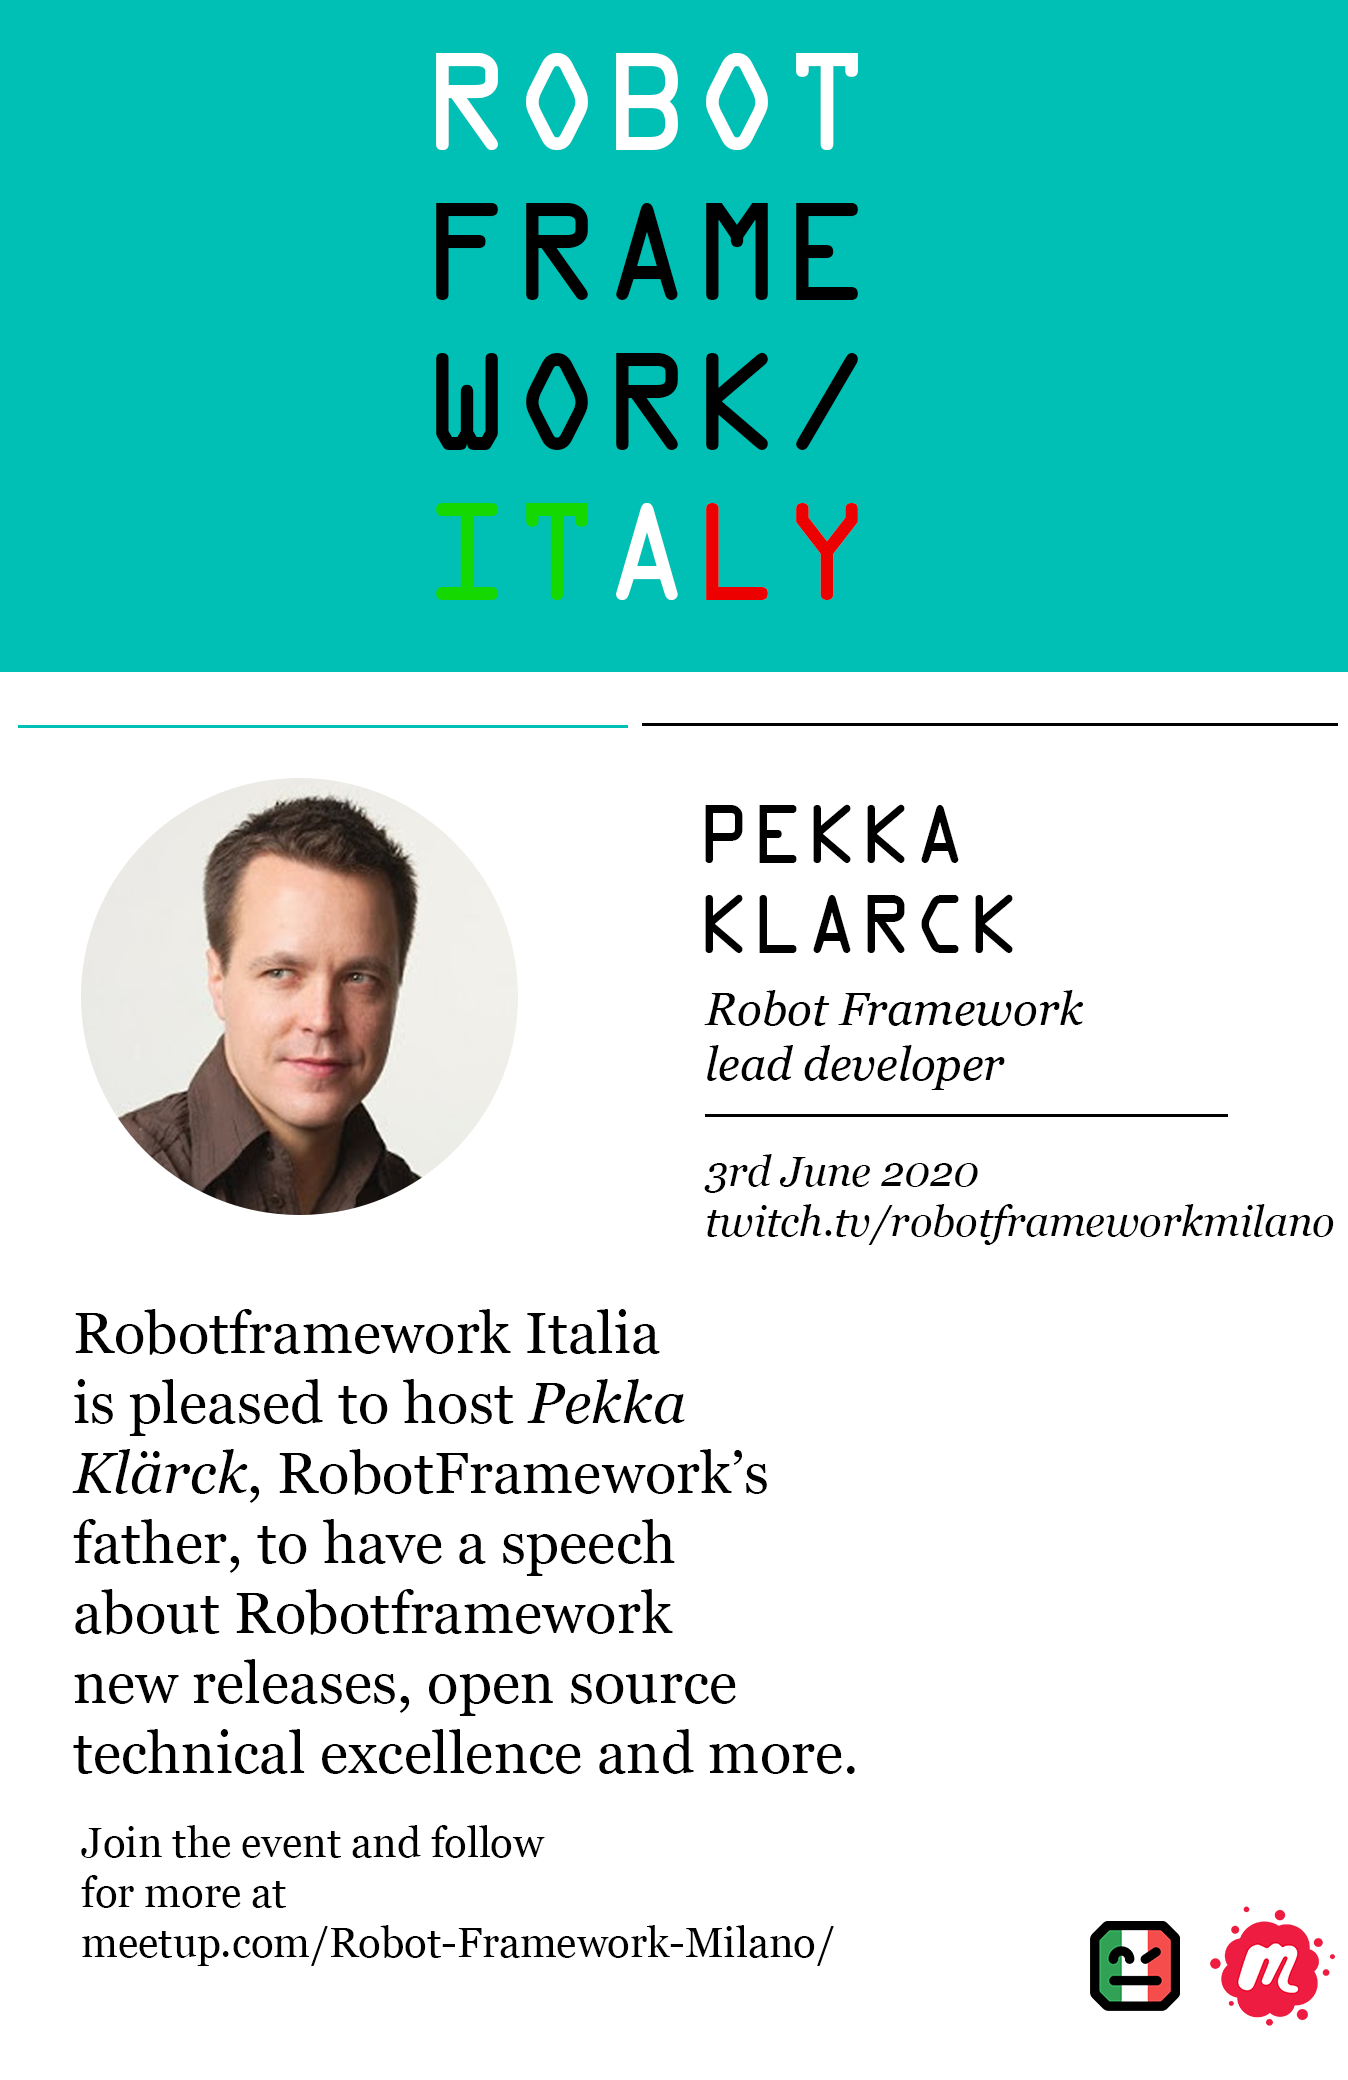 ROBOT
FRAME
WORK/
ITALY
PEKKA
KLARCK
Robot Framework
lead developer
3rd June 2020
twitch.tv/robotframeworkmilano
Robotframework Italia
is pleased to host Pekka
Klärck, RobotFramework’s
father, to have a speech
about Robotframework
new releases, open source
technical excellence and more.
Join the event and follow
for more at
meetup.com/Robot-Framework-Milano/
m